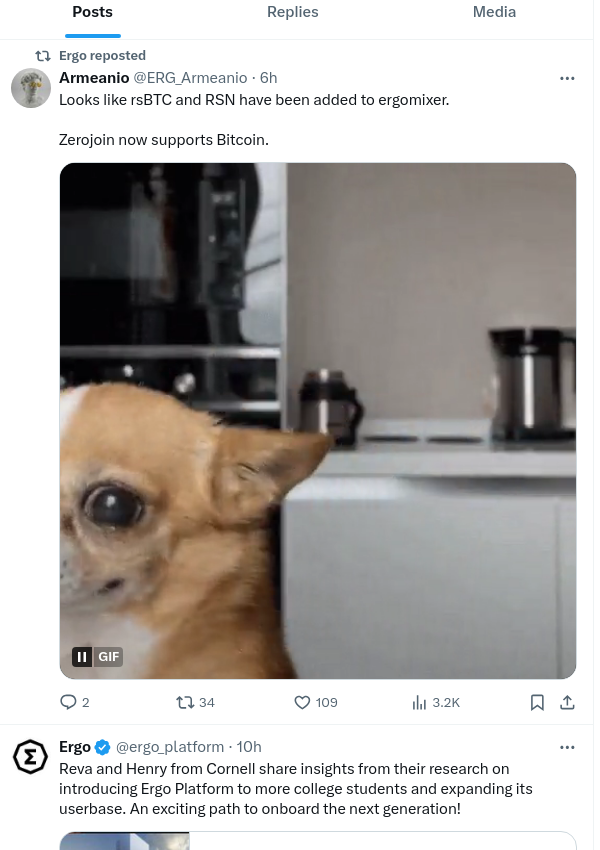 Posts Replies Media
Ergo reposted
Armeanio @ERG_Armeanio · 6h
Looks like rsBTC and RSN have been added to ergomixer.
Zerojoin now supports Bitcoin.
GIF
2 34 109 3.2K
Ergo @ergo_platform · 10h
Reva and Henry from Cornell share insights from their research on
introducing Ergo Platform to more college students and expanding its
userbase. An exciting path to onboard the next generation!